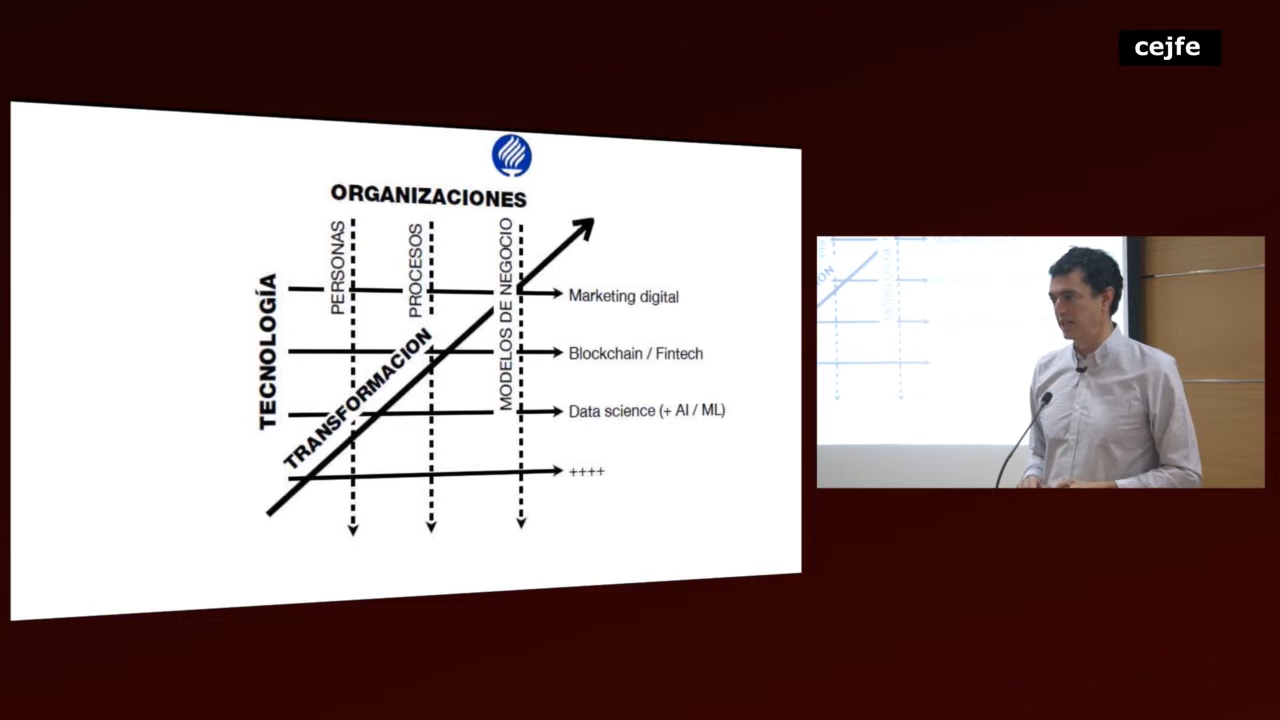 cejfe
ORGANIZACIONES
PERSONAS
PROCESOS
MODELOS DE NEGOCIO
TECNOLOGÍA
TRANSFORMACION
Marketing digital
Blockchain / Fintech
Data science (+ AI / ML)
++++